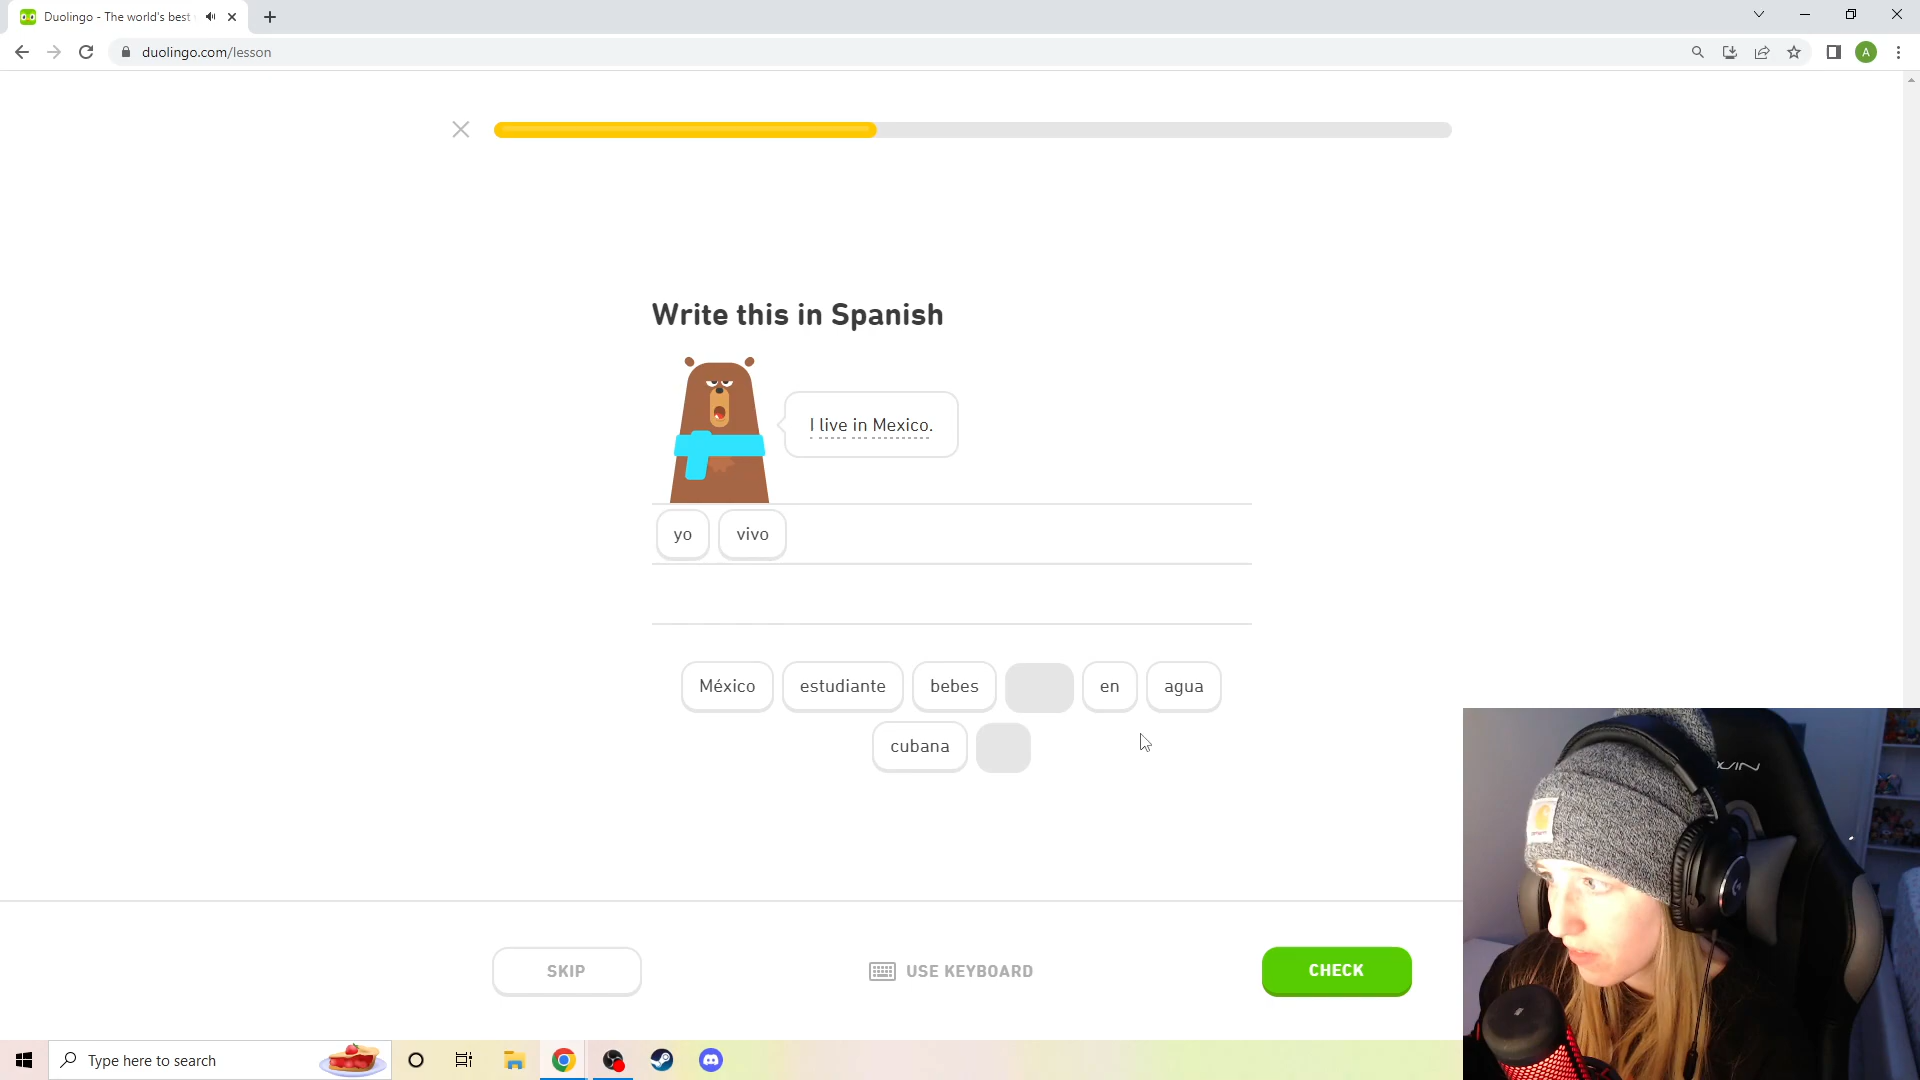 Duolingo - The world's best
duolingo.com/lesson
A
Write this in Spanish
I live in Mexico.
yo vivo
México estudiante bebes en agua
cubana
SKIP
USE KEYBOARD
CHECK
Type here to search